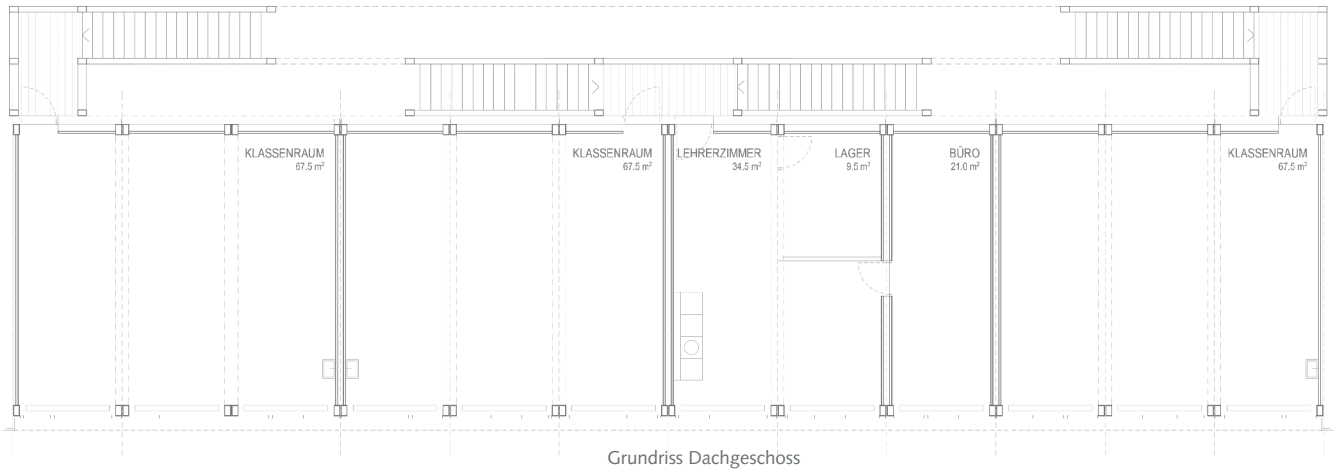 KLASSENRAUM
67.5 m²
KLASSENRAUM
67.5 m²
LEHRERZIMMER
34.5 m²
LAGER
9.5 m²
BÜRO
21.0 m²
KLASSENRAUM
67.5 m²
Grundriss Dachgeschoss